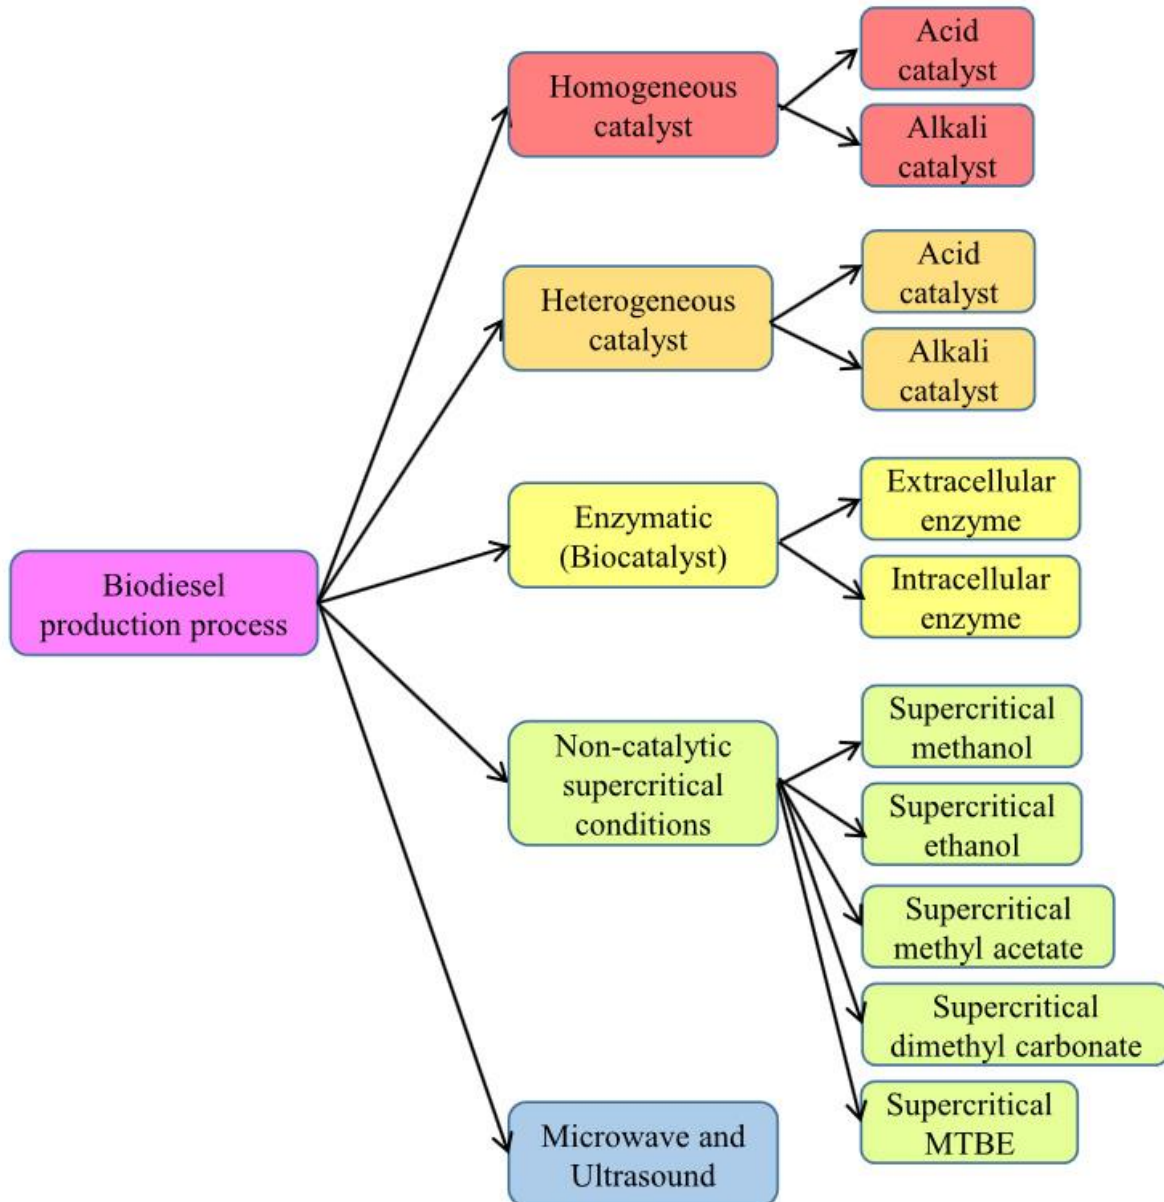 Biodiesel
production process
Homogeneous
catalyst
Acid
catalyst
Alkali
catalyst
Heterogeneous
catalyst
Acid
catalyst
Alkali
catalyst
Enzymatic
(Biocatalyst)
Extracellular
enzyme
Intracellular
enzyme
Non-catalytic
supercritical
conditions
Supercritical
methanol
Supercritical
ethanol
Supercritical
methyl acetate
Supercritical
dimethyl carbonate
Supercritical
MTBE
Microwave and
Ultrasound